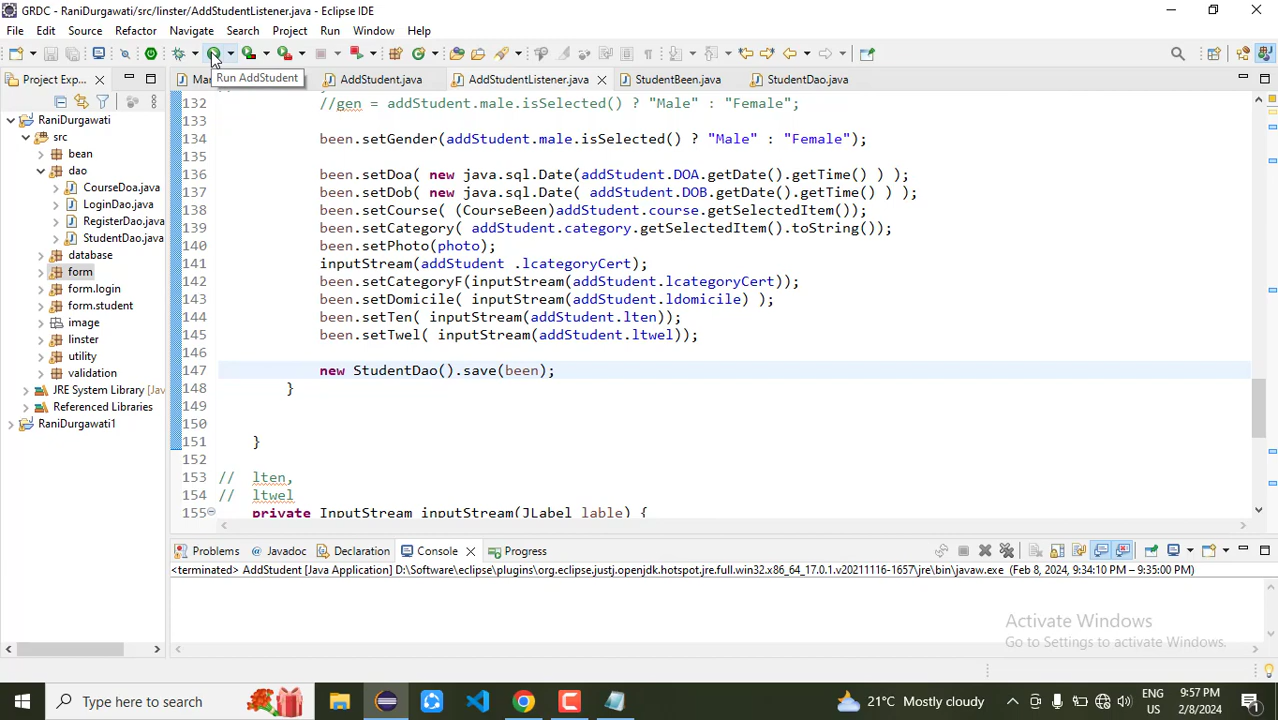 GRDC - RaniDurgawati/src/linster/AddStudentListener.java - Eclipse IDE
File Edit Source Refactor Navigate Search Project Run Window Help
Run AddStudent
Project Exp...
Ma
AddStudent.java
AddStudentListener.java
StudentBeen.java
StudentDao.java
RaniDurgawati
src
bean
dao
CourseDoa.java
LoginDao.java
RegisterDao.java
StudentDao.java
database
form
form.login
form.student
image
linster
utility
validation
JRE System Library [Jav
Referenced Libraries
RaniDurgawati1
132 //gen = addStudent.male.isSelected() ? "Male" : "Female";
133
134 been.setGender(addStudent.male.isSelected() ? "Male" : "Female");
135
136 been.setDoa( new java.sql.Date(addStudent.DOA.getDate().getTime() ) );
137 been.setDob( new java.sql.Date( addStudent.DOB.getDate().getTime() ) );
138 been.setCourse( (CourseBeen)addStudent.course.getSelectedItem());
139 been.setCategory( addStudent.category.getSelectedItem().toString());
140 been.setPhoto(photo);
141 inputStream(addStudent .lcategoryCert);
142 been.setCategoryF(inputStream(addStudent.lcategoryCert));
143 been.setDomicile( inputStream(addStudent.ldomicile) );
144 been.setTen( inputStream(addStudent.lten));
145 been.setTwel( inputStream(addStudent.ltwel));
146
147 new StudentDao().save(been);
148 }
149
150
151 }
152
153 // lten,
154 // ltwel
155 private InputStream inputStream(JLabel lable) {
Problems Javadoc Declaration Console Progress
<terminated> AddStudent [Java Application] D:\Software\eclipse\plugins\org.eclipse.justj.openjdk.hotspot.jre.full.win32.x86_64_17.0.1.v20211116-1657\jre\bin\javaw.exe (Feb 8, 2024, 9:34:10 PM – 9:35:00 PM)
Activate Windows
Go to Settings to activate Windows.
Type here to search
21°C Mostly cloudy
ENG
US
9:57 PM
2/8/2024
1